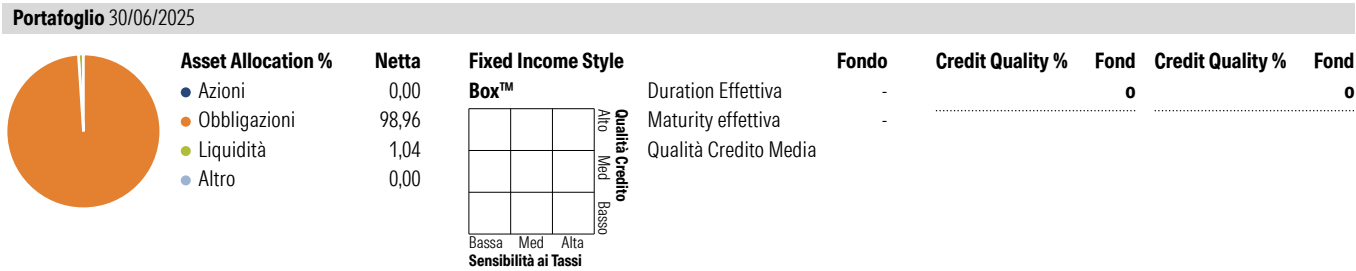 Portafoglio 30/06/2025
Asset Allocation % Netta
Azioni 0,00
Obbligazioni 98,96
Liquidità 1,04
Altro 0,00
Fixed Income Style
Box™
Alto Med Basso
Qualità Credito
Bassa Med Alta
Sensibilità ai Tassi
Fondo
Duration Effettiva -
Maturity effettiva -
Qualità Credito Media
Credit Quality % Fond
o
Credit Quality % Fond
o